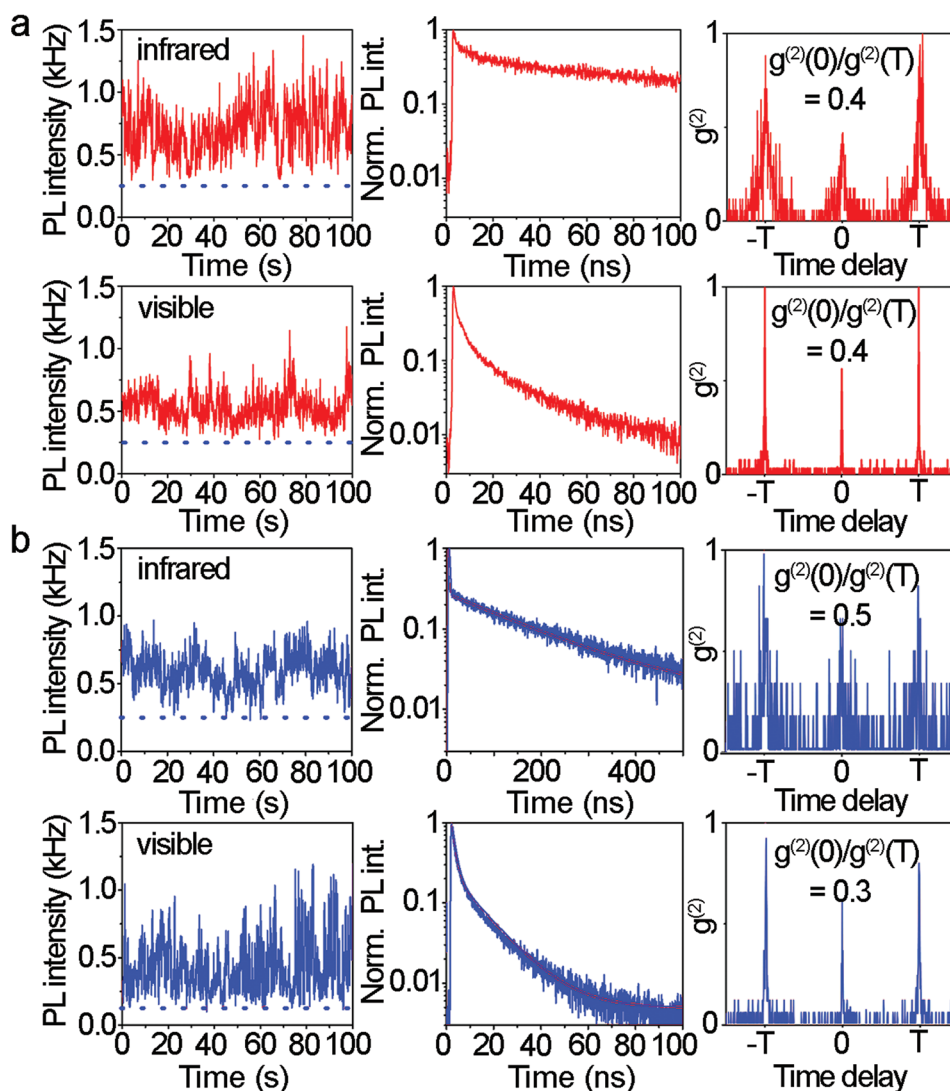 a
infrared
PL intensity (kHz)
1.5
1.0
0.5
0.0
0 20 40 60 80 100
Time (s)
Norm. PL int.
1
0.1
0.01
0 20 40 60 80 100
Time (ns)
g⁽²⁾(0)/g⁽²⁾(T)
= 0.4
g⁽²⁾
1
0
-T 0 T
Time delay
visible
PL intensity (kHz)
1.5
1.0
0.5
0.0
0 20 40 60 80 100
Time (s)
Norm. PL int.
1
0.1
0.01
0 20 40 60 80 100
Time (ns)
g⁽²⁾(0)/g⁽²⁾(T)
= 0.4
g⁽²⁾
1
0
-T 0 T
Time delay
b
infrared
PL intensity (kHz)
1.5
1.0
0.5
0.0
0 20 40 60 80 100
Time (s)
Norm. PL int.
1
0.1
0.01
0 200 400
Time (ns)
g⁽²⁾(0)/g⁽²⁾(T)
= 0.5
g⁽²⁾
1
0
-T 0 T
Time delay
visible
PL intensity (kHz)
1.5
1.0
0.5
0.0
0 20 40 60 80 100
Time (s)
Norm. PL int.
1
0.1
0.01
0 20 40 60 80 100
Time (ns)
g⁽²⁾(0)/g⁽²⁾(T)
= 0.3
g⁽²⁾
1
0
-T 0 T
Time delay